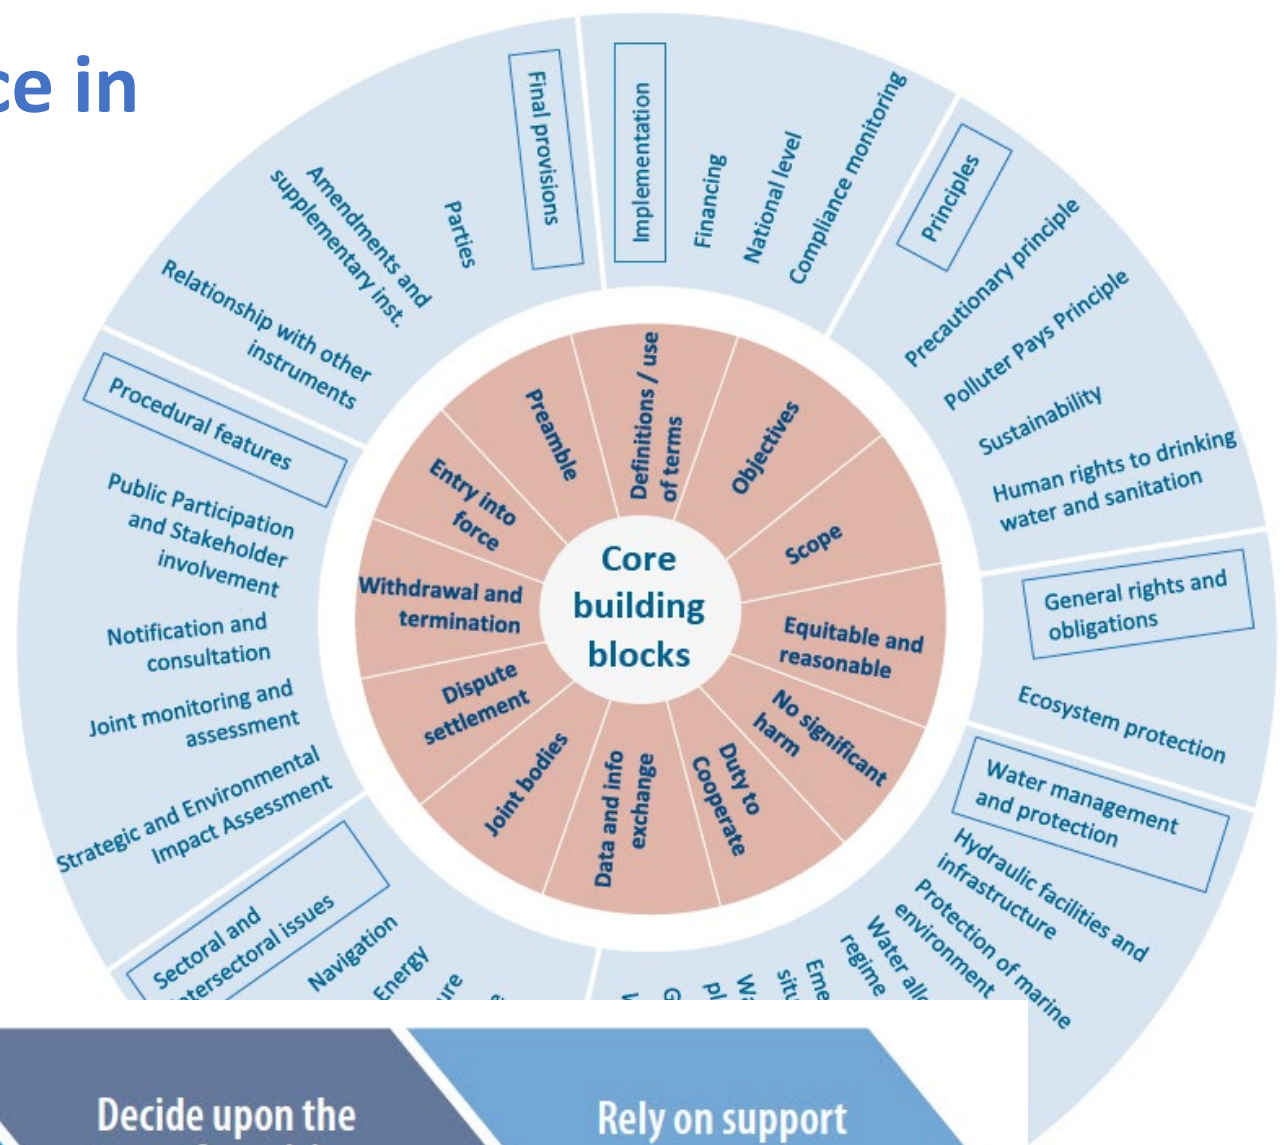 ce in
Final provisions
Parties
Amendments and
supplementary inst.
Relationship with other
instruments
Implementation
Financing
National level
Compliance monitoring
Principles
Precautionary principle
Polluter Pays Principle
Sustainability
Human rights to drinking
water and sanitation
General rights and
obligations
Ecosystem protection
Water management
and protection
Hydraulic facilities and
infrastructure
Protection of marine
environment
Water
regime
Procedural features
Public Participation
and Stakeholder
involvement
Notification and
consultation
Joint monitoring and
assessment
Strategic and Environmental
Impact Assessment
Sectoral and
tersectoral issues
Navigation
Energy
Core
building
blocks
Preamble
Definitions / use
of terms
Objectives
Scope
Equitable and
reasonable
No significant
harm
Duty to
Cooperate
Data and info
exchange
Joint bodies
Dispute
settlement
Withdrawal and
termination
Entry into
force
Decide upon the
Rely on support